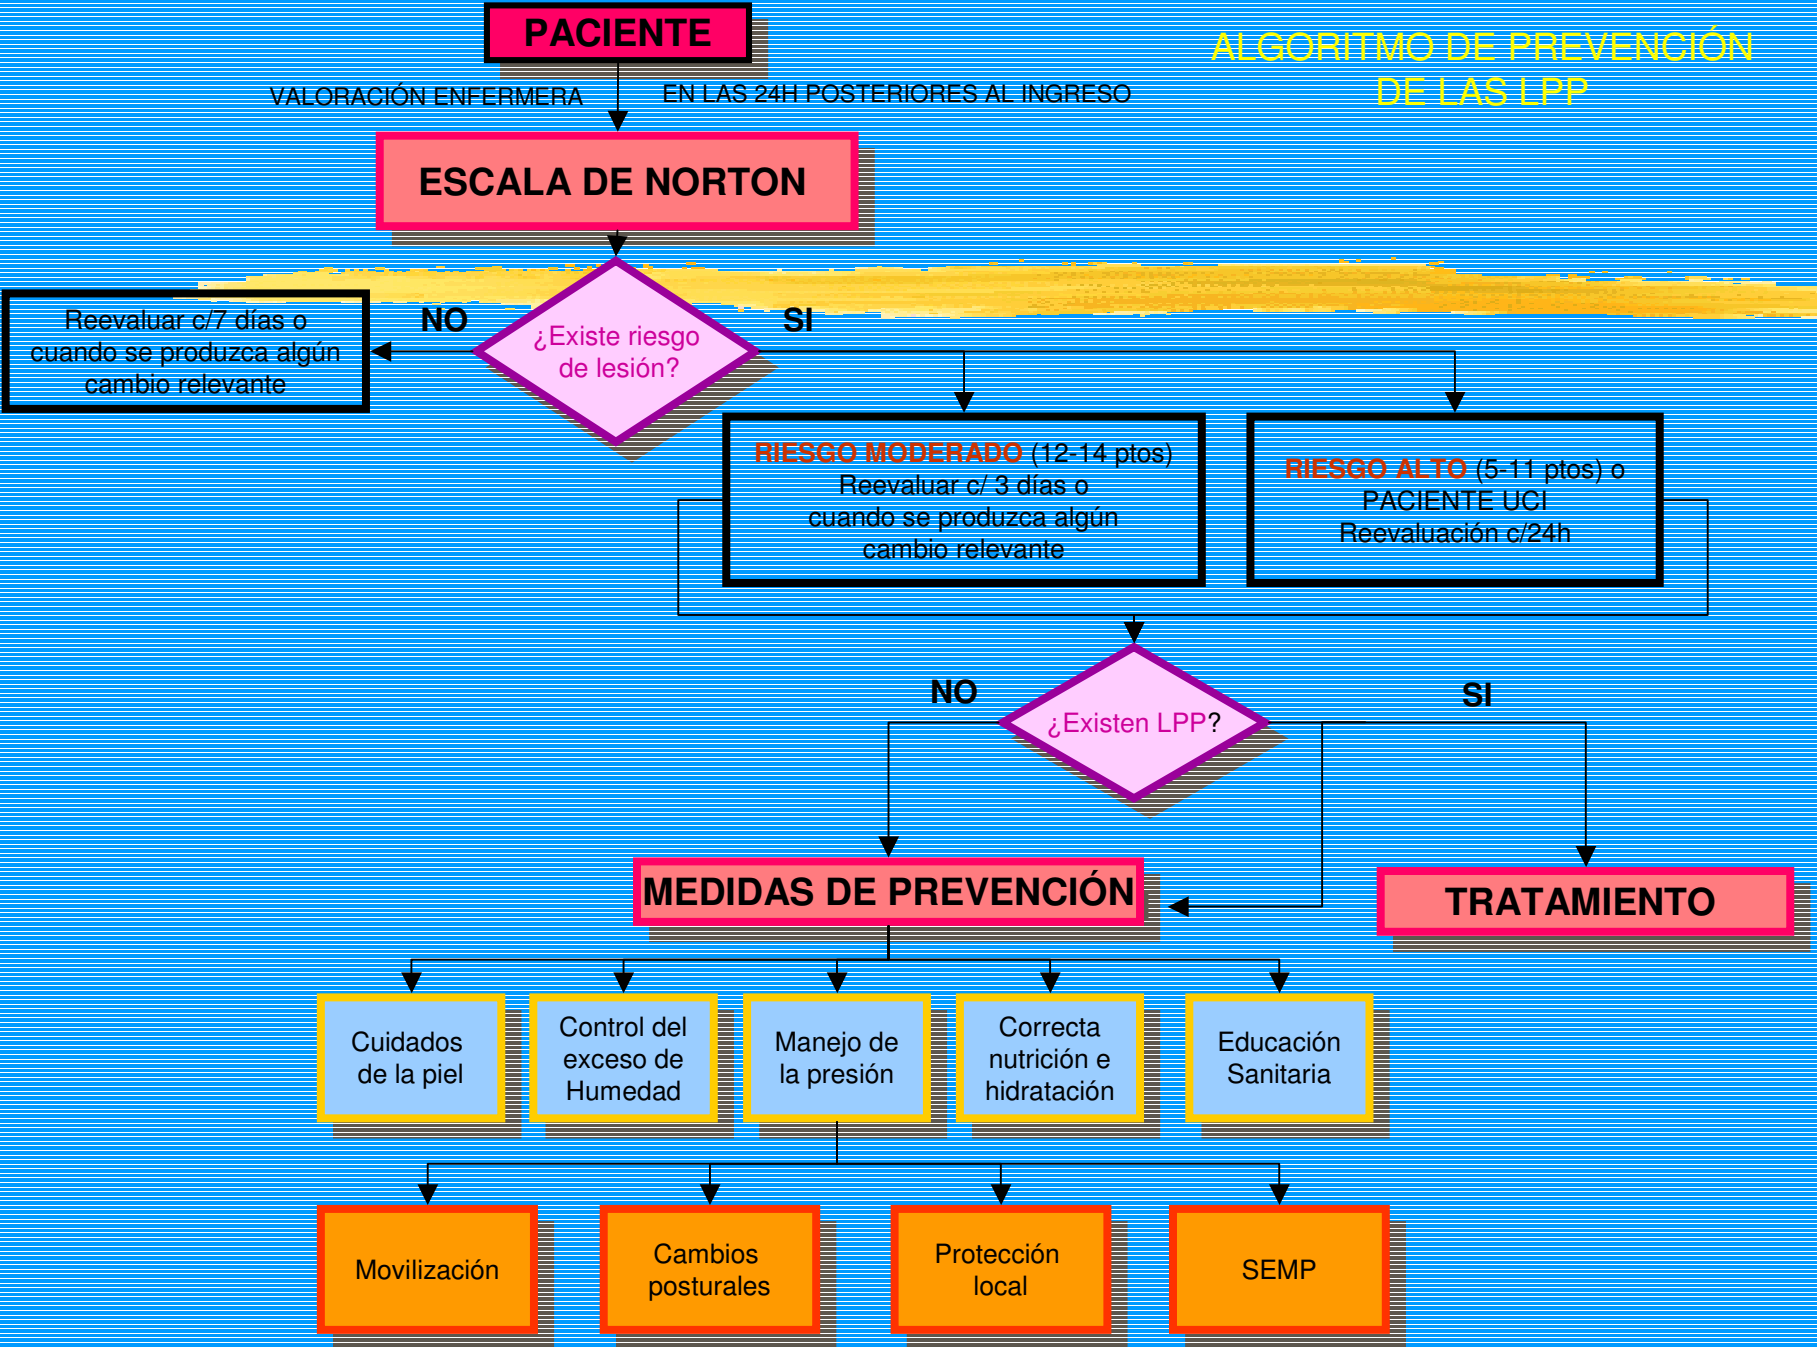 PACIENTE
ALGORITMO DE PREVENCIÓN
DE LAS LPP
VALORACIÓN ENFERMERA
EN LAS 24H POSTERIORES AL INGRESO
ESCALA DE NORTON
NO
SI
¿Existe riesgo
de lesión?
Reevaluar c/7 días o
cuando se produzca algún
cambio relevante
RIESGO MODERADO (12-14 ptos)
Reevaluar c/ 3 días o
cuando se produzca algún
cambio relevante
RIESGO ALTO (5-11 ptos) o
PACIENTE UCI
Reevaluación c/24h
NO
SI
¿Existen LPP?
MEDIDAS DE PREVENCIÓN
TRATAMIENTO
Cuidados
de la piel
Control del
exceso de
Humedad
Manejo de
la presión
Correcta
nutrición e
hidratación
Educación
Sanitaria
Movilización
Cambios
posturales
Protección
local
SEMP